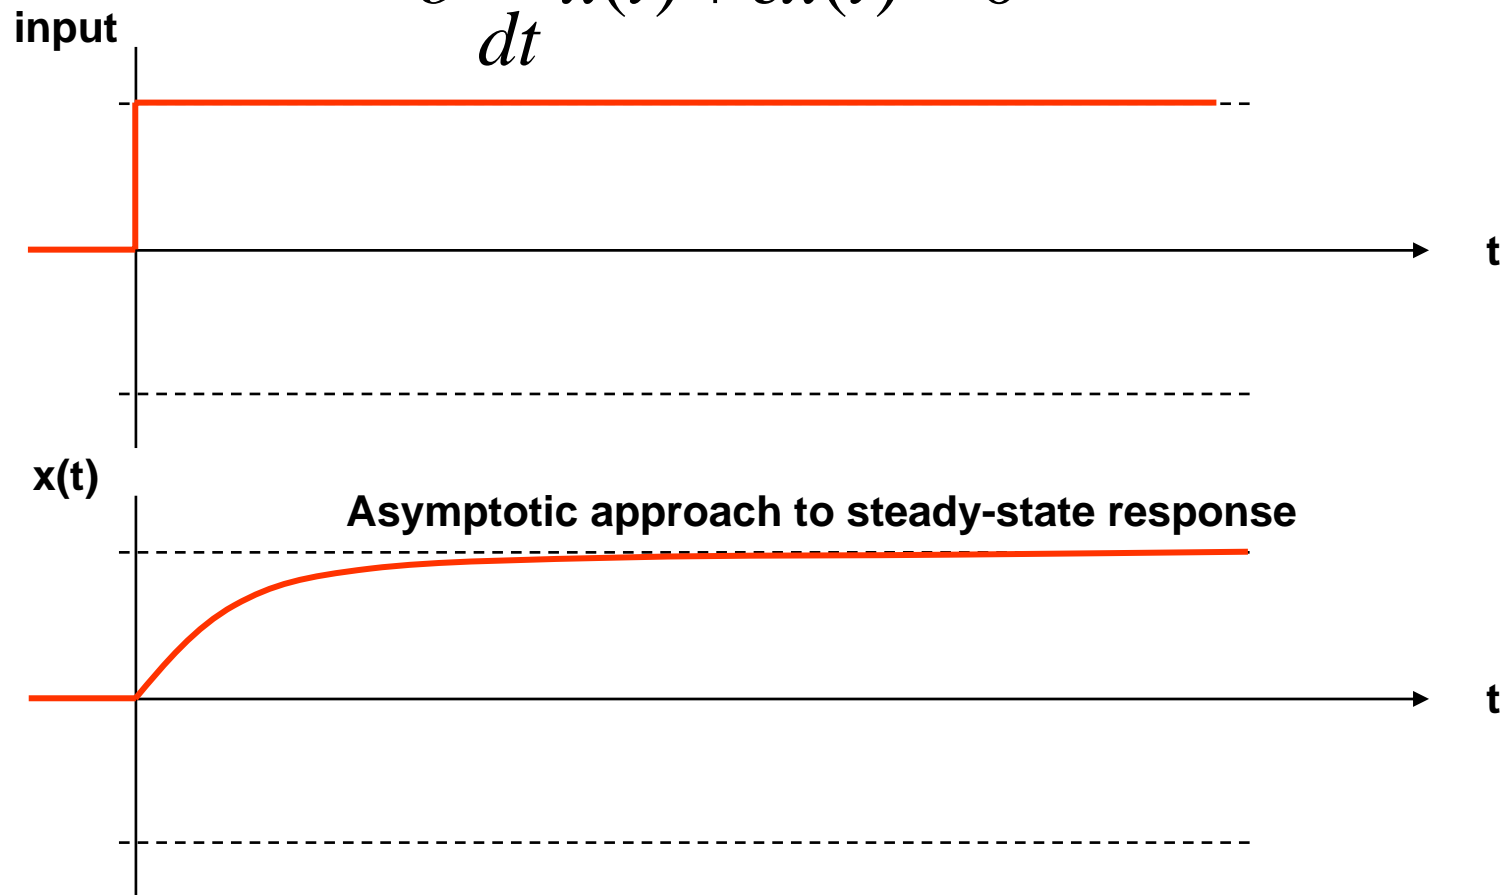 dt
input
t
x(t)
Asymptotic approach to steady-state response
t